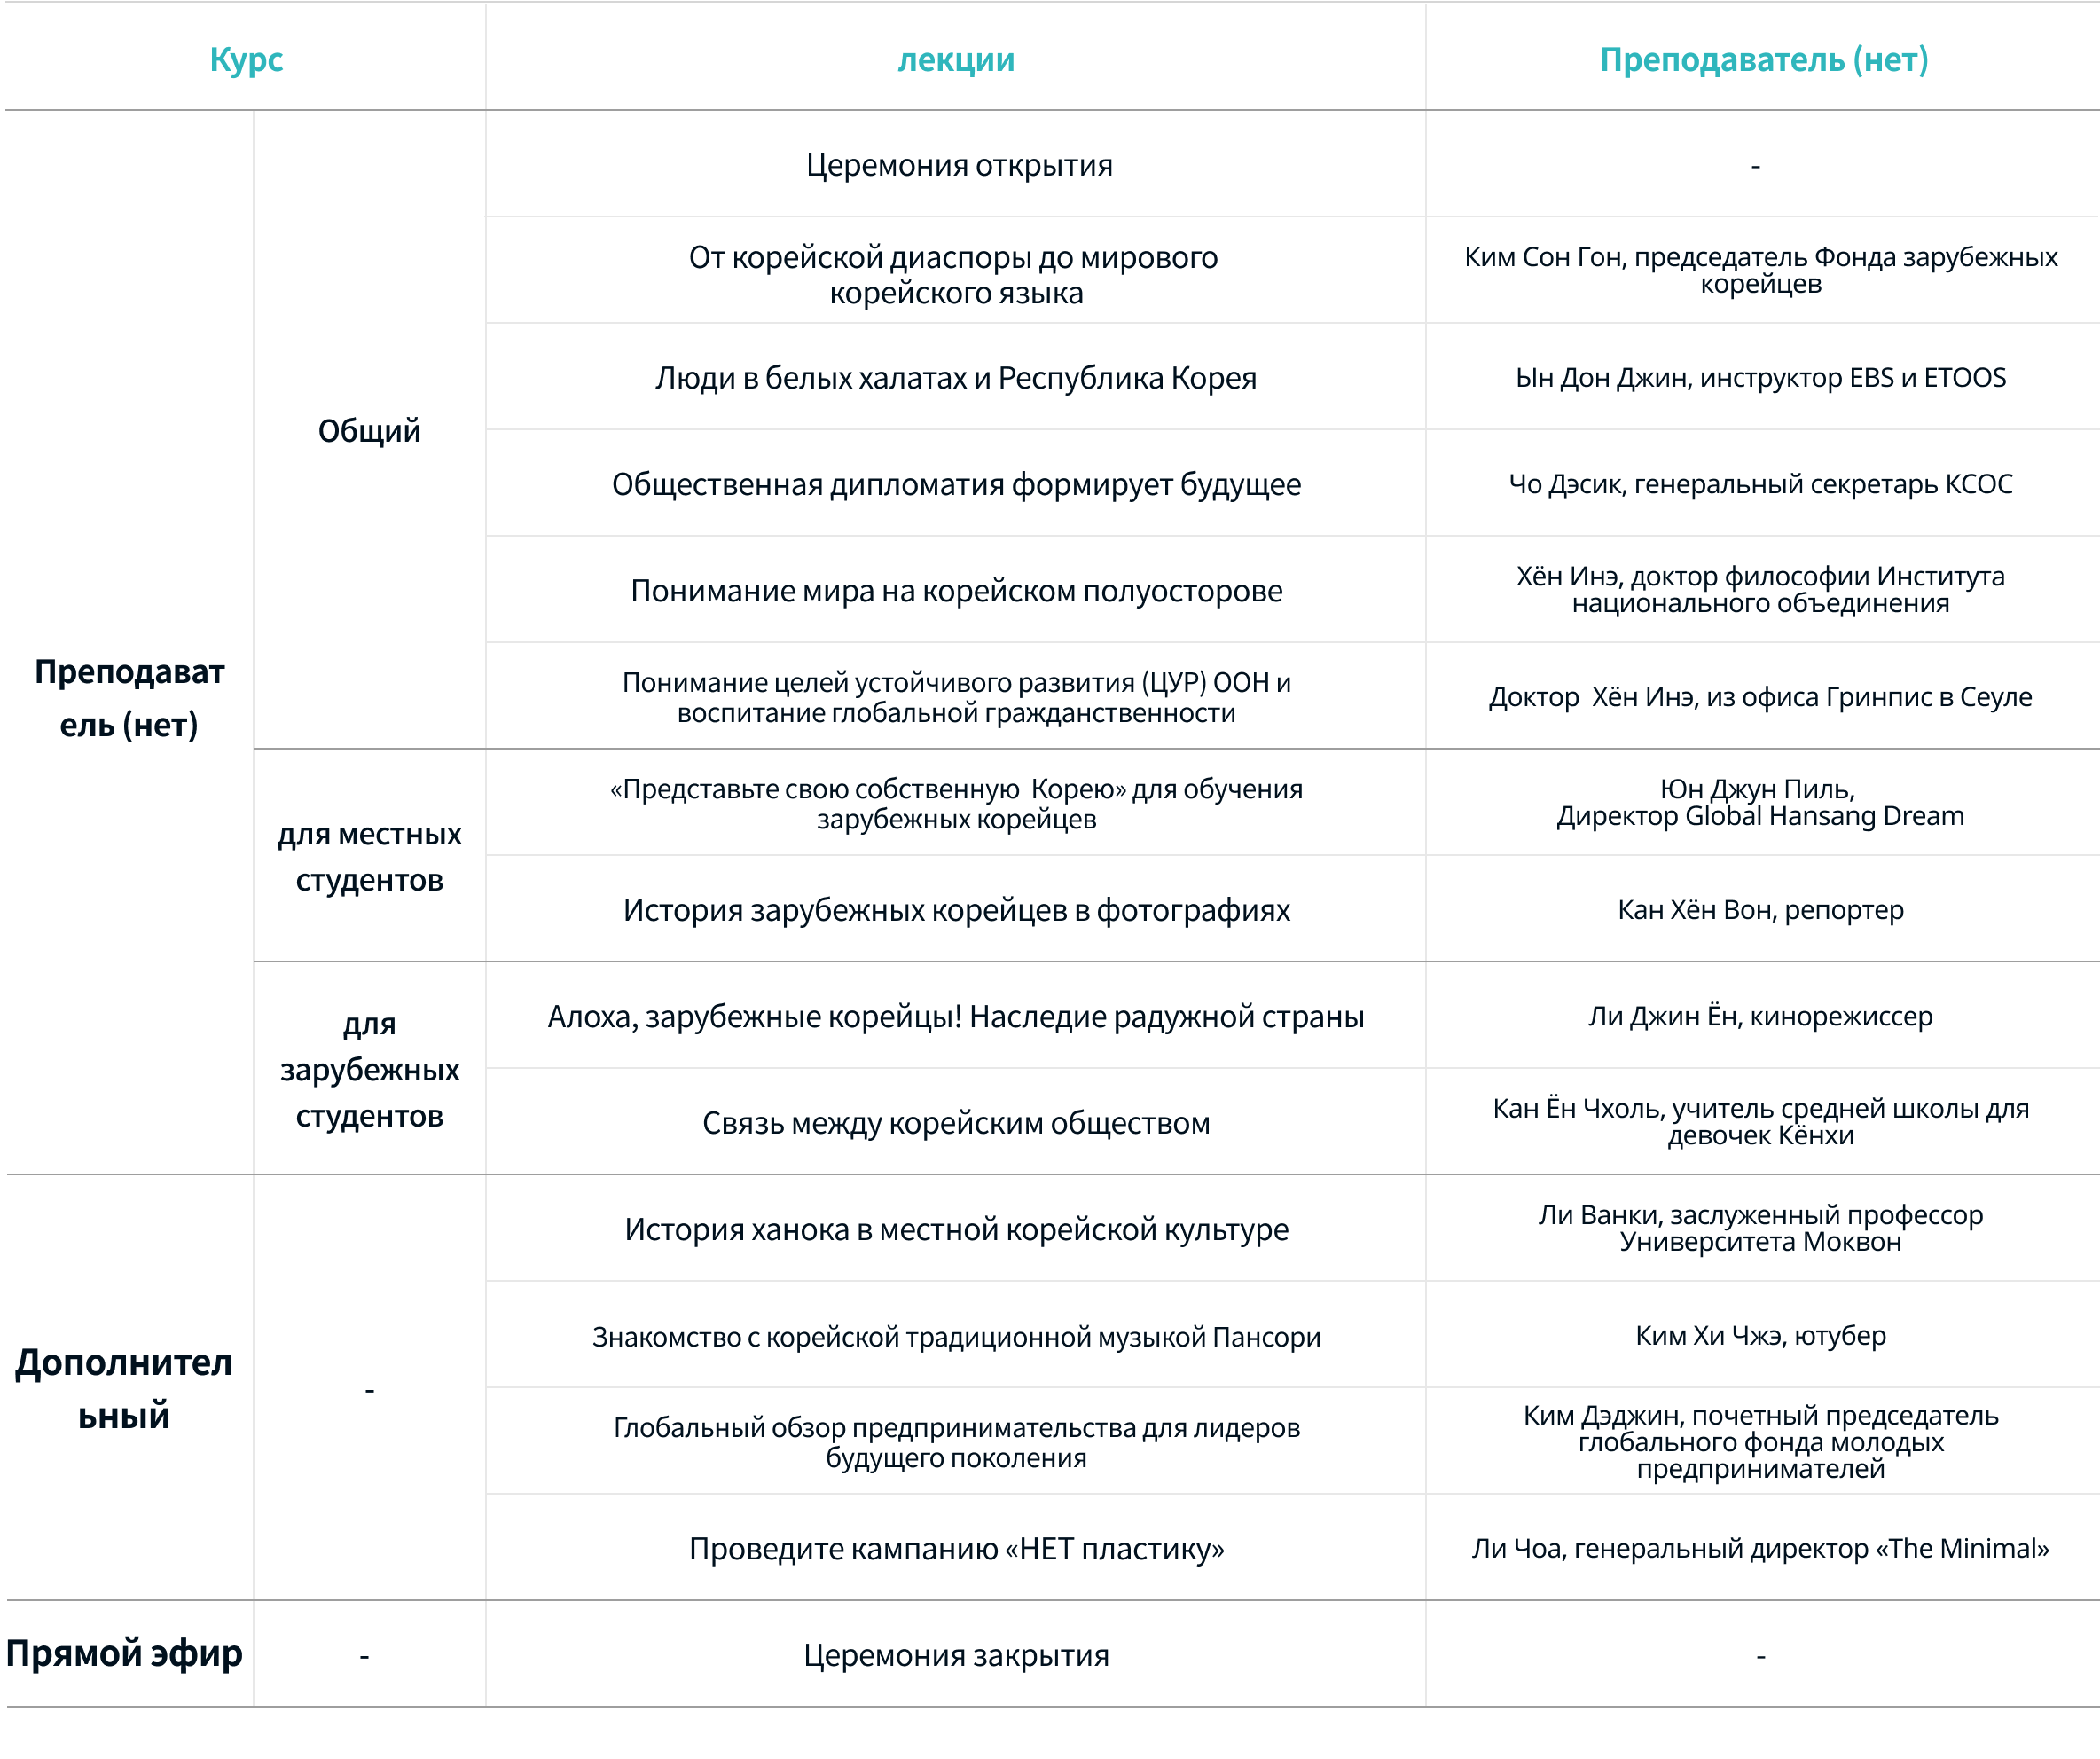 Курс
лекции
Преподаватель (нет)
Преподават
ель (нет)
Общий
Церемония открытия
-
От корейской диаспоры до мирового
корейского языка
Ким Сон Гон, председатель Фонда зарубежных
корейцев
Люди в белых халатах и Республика Корея
Ын Дон Джин, инструктор EBS и ETOOS
Общественная дипломатия формирует будущее
Чо Дэсик, генеральный секретарь КСОС
Понимание мира на корейском полуосторове
Хён Инэ, доктор философии Института
национального объединения
Понимание целей устойчивого развития (ЦУР) ООН и
воспитание глобальной гражданственности
Доктор  Хён Инэ, из офиса Гринпис в Сеуле
для местных
студентов
«Представьте свою собственную  Корею» для обучения
зарубежных корейцев
Юн Джун Пиль,
Директор Global Hansang Dream
История зарубежных корейцев в фотографиях
Кан Хён Вон, репортер
для
зарубежных
студентов
Алоха, зарубежные корейцы! Наследие радужной страны
Ли Джин Ён, кинорежиссер
Связь между корейским обществом
Кан Ён Чхоль, учитель средней школы для
девочек Кёнхи
Дополнител
ьный
-
История ханока в местной корейской культуре
Ли Ванки, заслуженный профессор
Университета Моквон
Знакомство с корейской традиционной музыкой Пансори
Ким Хи Чжэ, ютубер
Глобальный обзор предпринимательства для лидеров
будущего поколения
Ким Дэджин, почетный председатель
глобального фонда молодых
предпринимателей
Проведите кампанию «НЕТ пластику»
Ли Чоа, генеральный директор «The Minimal»
Прямой эфир
-
Церемония закрытия
-